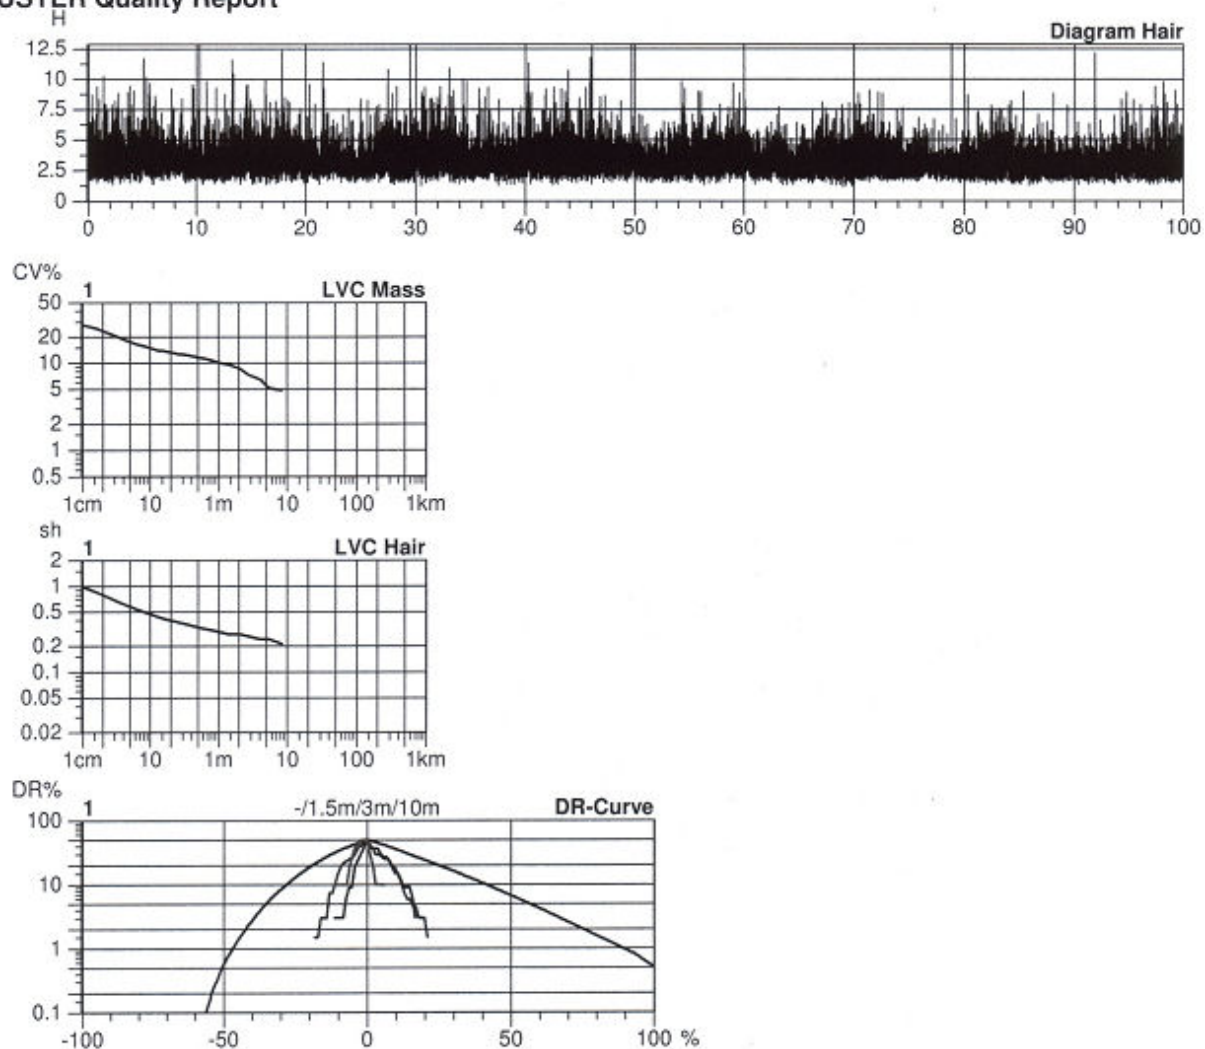 USTER Quality Report
H
Diagram Hair
12.5
10
7.5
5
2.5
0
0 10 20 30 40 50 60 70 80 90 100
CV%
1 LVC Mass
50
20
10
5
2
1
0.5
1cm 10 1m 10 100 1km
sh
1 LVC Hair
2
1
0.5
0.2
0.1
0.05
0.02
1cm 10 1m 10 100 1km
DR%
1 -/1.5m/3m/10m DR-Curve
100
10
1
0.1
-100 -50 0 50 100 %